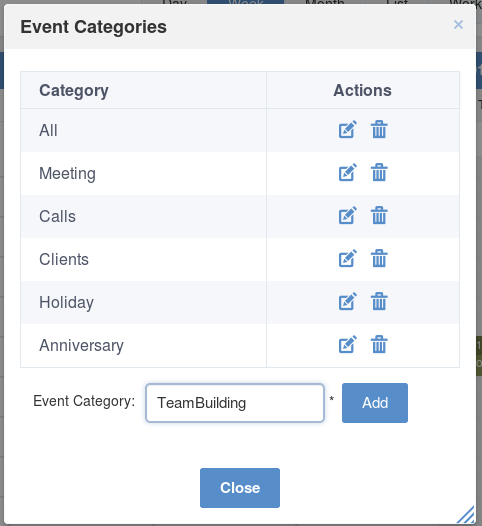 Day Week Month List Work
Event Categories ×
Category Actions
All
Meeting
Calls
Clients
Holiday
Anniversary
Event Category: TeamBuilding * Add
Close